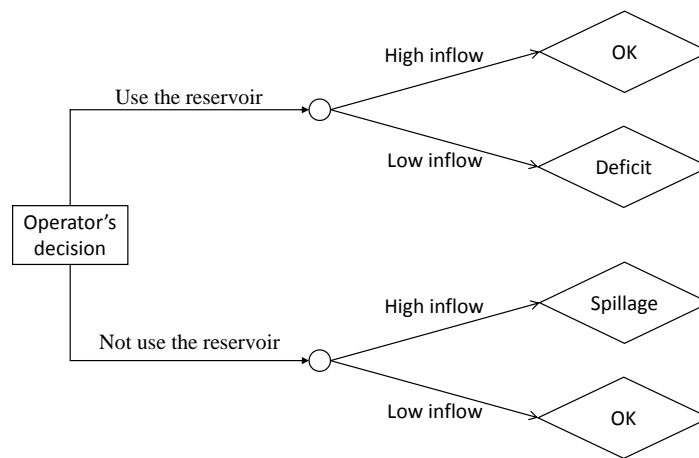 High inflow
OK
Use the reservoir
Low inflow
Deficit
Operator's
decision
High inflow
Spillage
Not use the reservoir
Low inflow
OK